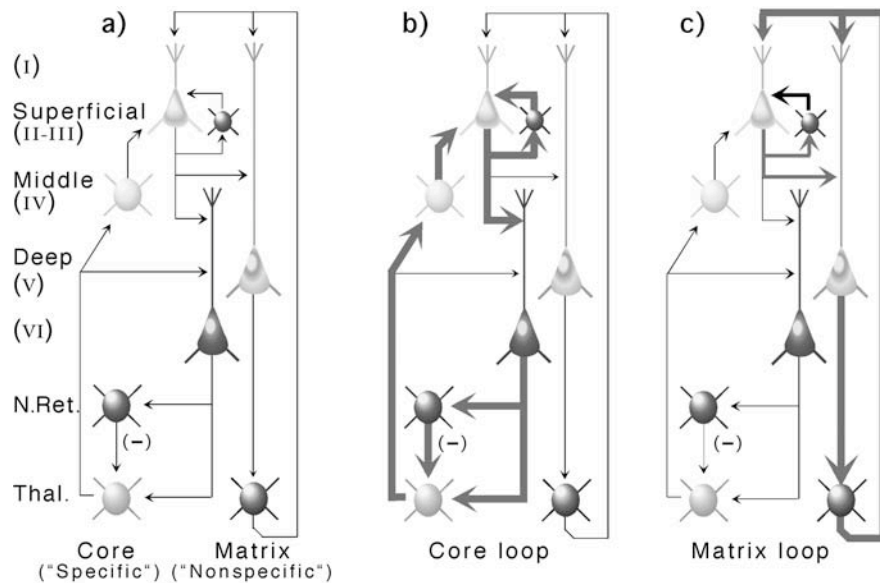 a)
b)
c)
(I)
Superficial
(II-III)
Middle
(IV)
Deep
(V)
(VI)
N.Ret.
(−)
(−)
(−)
Thal.
Core
("Specific“)
Matrix
("Nonspecific“)
Core loop
Matrix loop